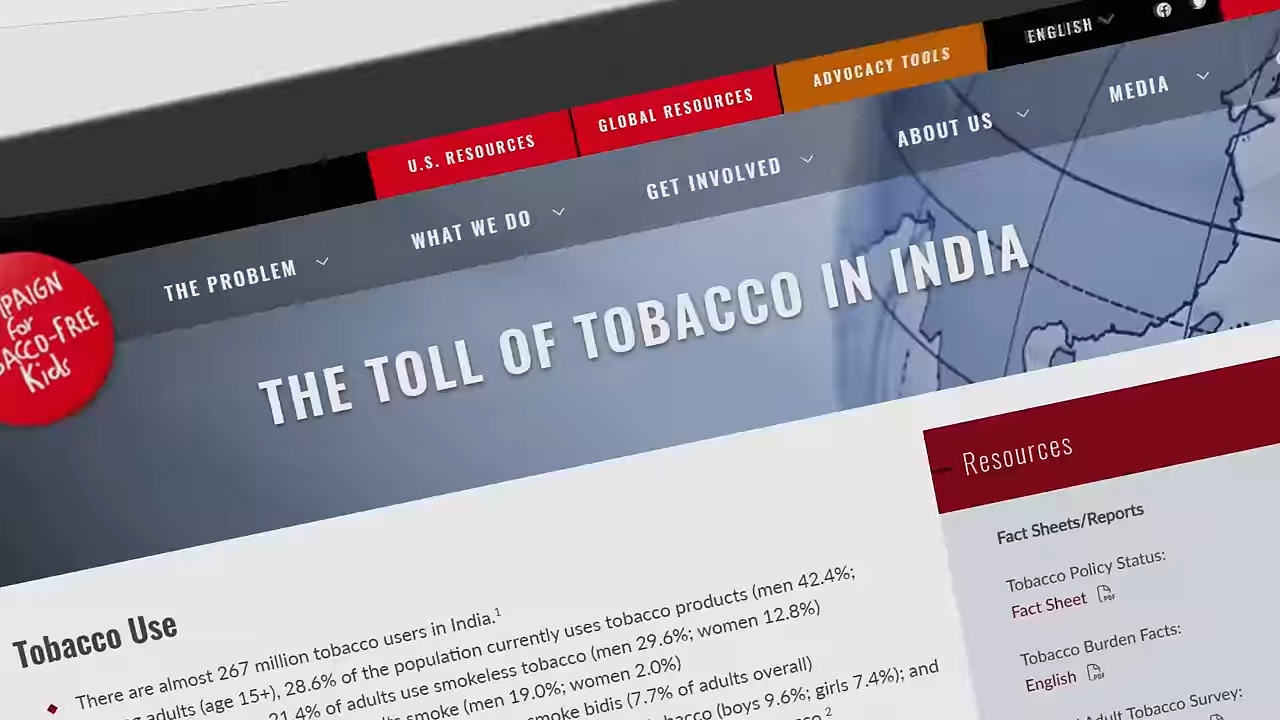 ENGLISH
U.S. RESOURCES
GLOBAL RESOURCES
ADVOCACY TOOLS
THE PROBLEM
WHAT WE DO
GET INVOLVED
ABOUT US
MEDIA
for
Kids
THE TOLL OF TOBACCO IN INDIA
Tobacco Use
There are almost 267 million tobacco users in India.1
adults (age 15+), 28.6% of the population currently uses tobacco products (men 42.4%;
21.4% of adults use smokeless tobacco (men 29.6%; women 12.8%)
smoke (men 19.0%; women 2.0%)
smoke bidis (7.7% of adults overall)
(boys 9.6%; girls 7.4%); and
Resources
Fact Sheets/Reports
Tobacco Policy Status:
Fact Sheet PDF
Tobacco Burden Facts:
English PDF
Adult Tobacco Survey: